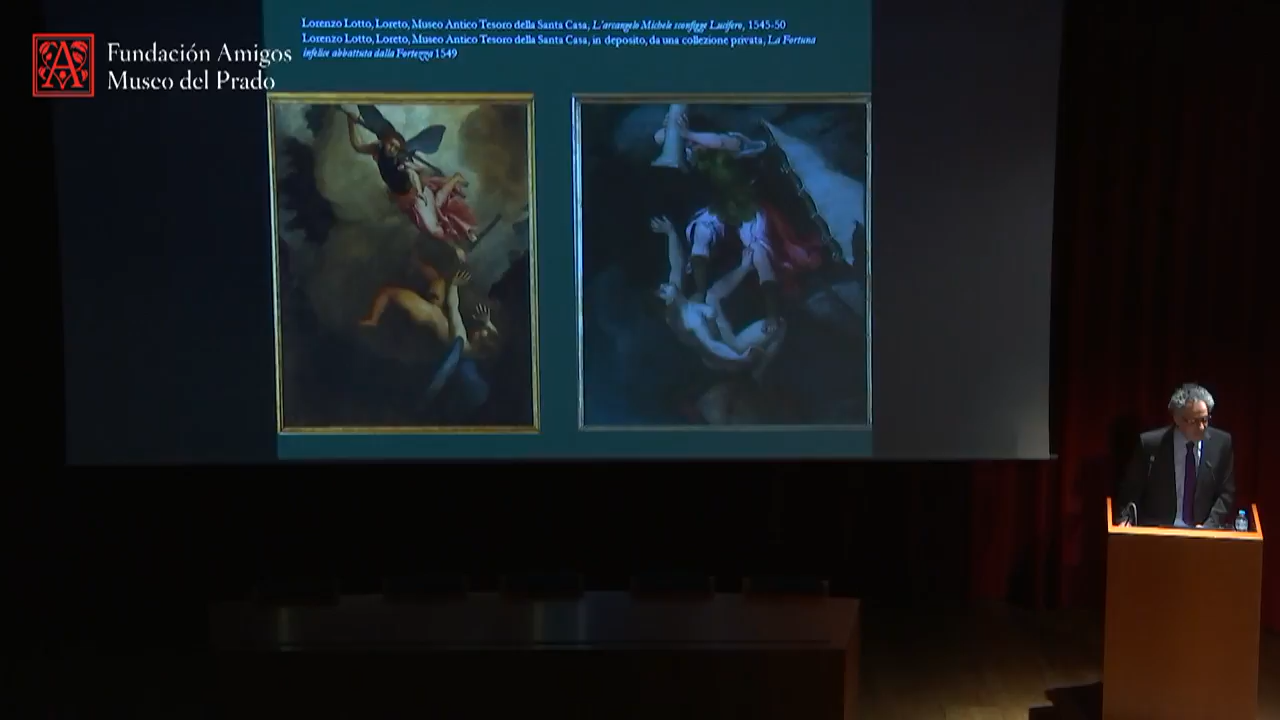 Fundación Amigos
Museo del Prado
Lorenzo Lotto, Loreto, Museo Antico Tesoro della Santa Casa, L'arcangelo Michele sconfigge Lucifero, 1545-50
Lorenzo Lotto, Loreto, Museo Antico Tesoro della Santa Casa, in deposito, da una collezione privata, La Fortuna
infelice abbattuta dalla Fortezza 1549